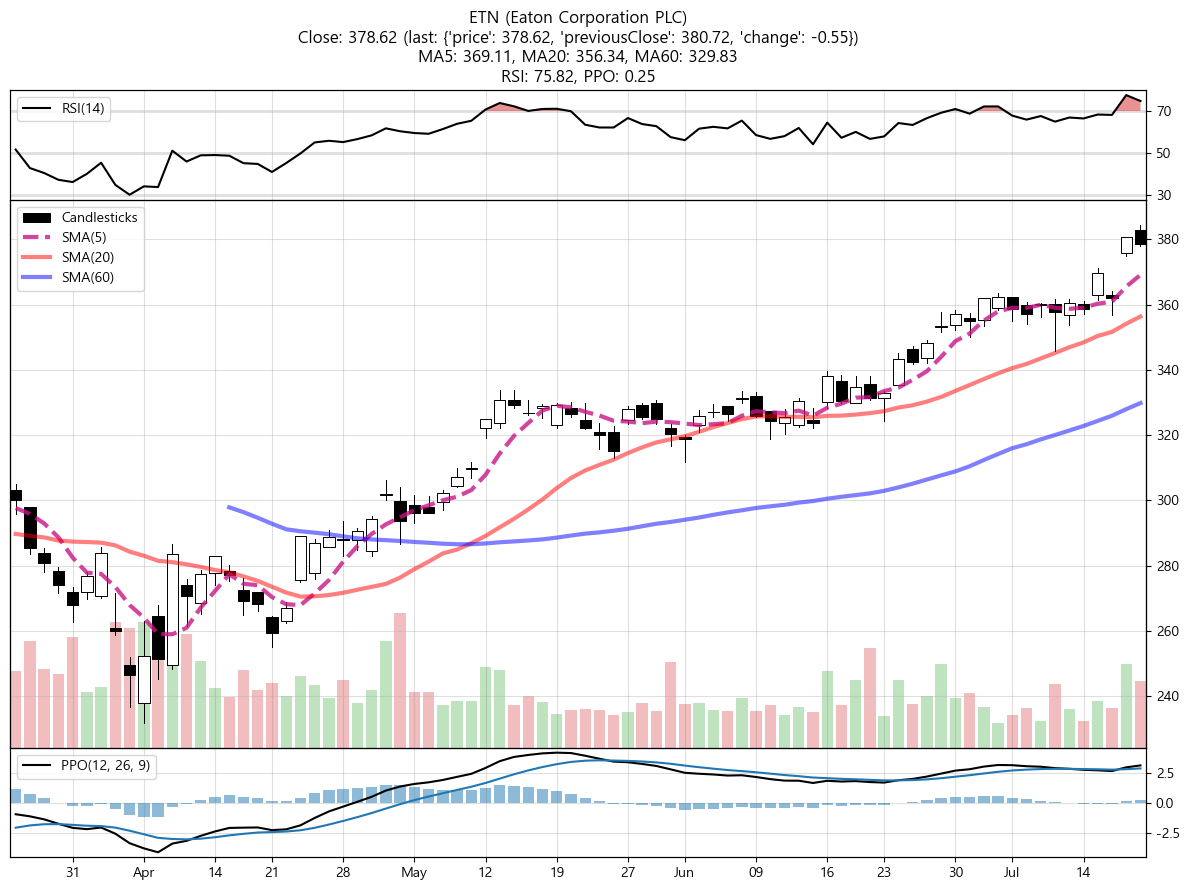 ETN (Eaton Corporation PLC)
Close: 378.62 (last: {'price': 378.62, 'previousClose': 380.72, 'change': -0.55})
MA5: 369.11, MA20: 356.34, MA60: 329.83
RSI: 75.82, PPO: 0.25
RSI(14)
70
50
30
Candlesticks
SMA(5)
SMA(20)
SMA(60)
380
360
340
320
300
280
260
240
PPO(12, 26, 9)
2.5
0.0
-2.5
31 Apr 14 21 28 May 12 19 27 Jun 09 16 23 30 Jul 14